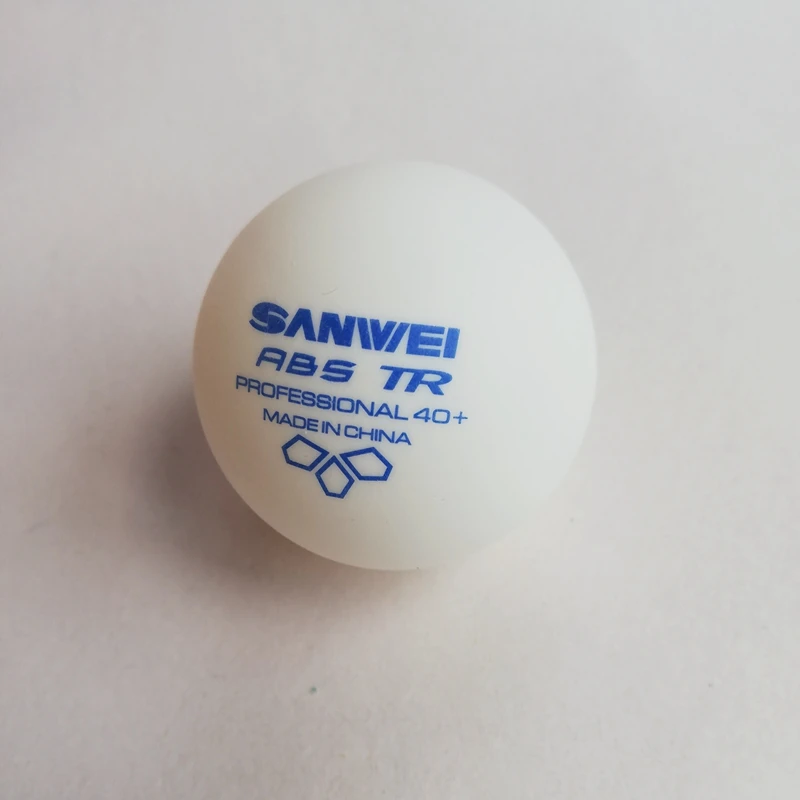 SANWEI
ABS TR
PROFESSIONAL 40+
MADE IN CHINA